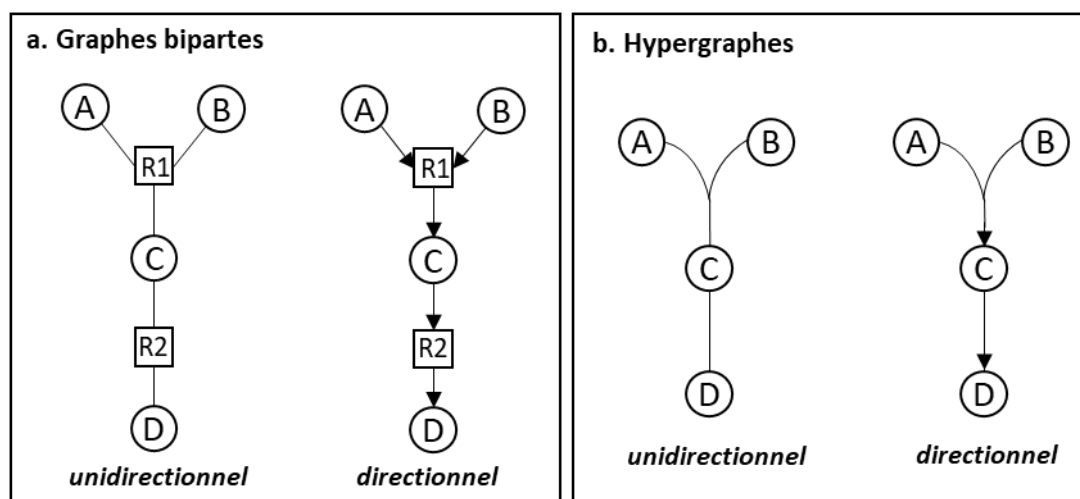 a. Graphes bipartes
A
B
A
B
R1
R1
C
C
R2
R2
D
D
unidirectionnel
directionnel
b. Hypergraphes
A
B
A
B
C
C
D
D
unidirectionnel
directionnel